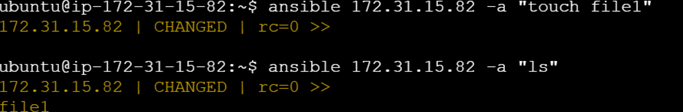 ubuntu@ip-172-31-15-82:~$ ansible 172.31.15.82 -a "touch file1"
172.31.15.82 | CHANGED | rc=0 >>
ubuntu@ip-172-31-15-82:~$ ansible 172.31.15.82 -a "ls"
172.31.15.82 | CHANGED | rc=0 >>
file1